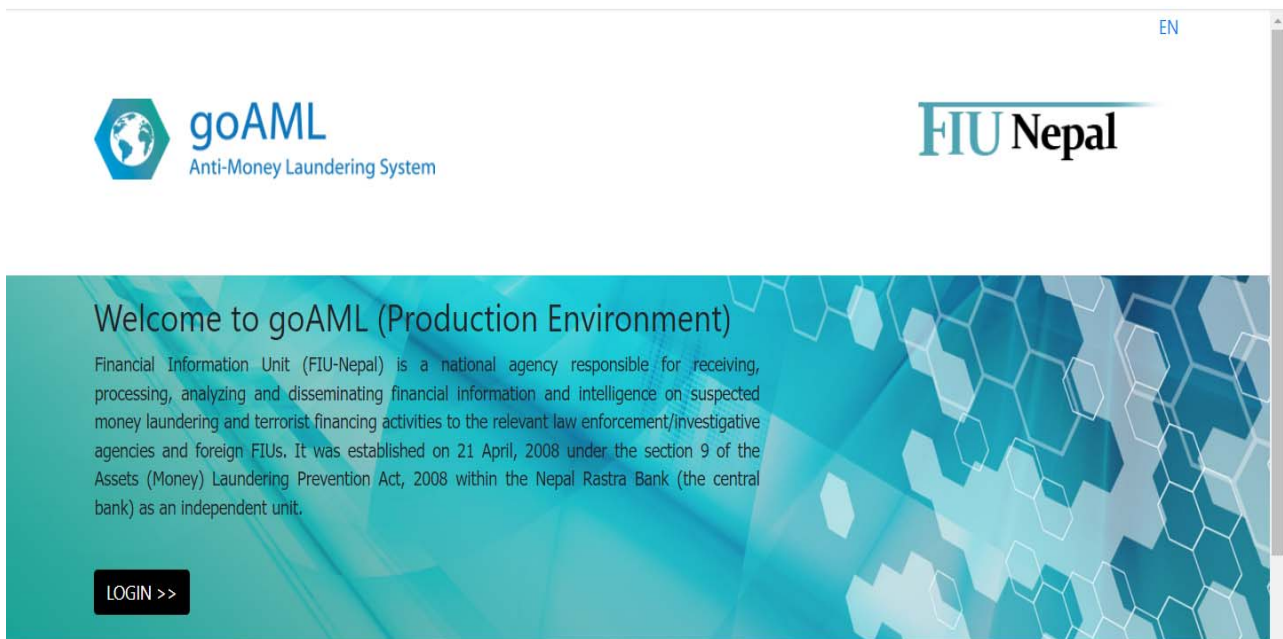 EN
goAML
Anti-Money Laundering System
FIU Nepal
Welcome to goAML (Production Environment)
Financial Information Unit (FIU-Nepal) is a national agency responsible for receiving,
processing, analyzing and disseminating financial information and intelligence on suspected
money laundering and terrorist financing activities to the relevant law enforcement/investigative
agencies and foreign FIUs. It was established on 21 April, 2008 under the section 9 of the
Assets (Money) Laundering Prevention Act, 2008 within the Nepal Rastra Bank (the central
bank) as an independent unit.
LOGIN >>